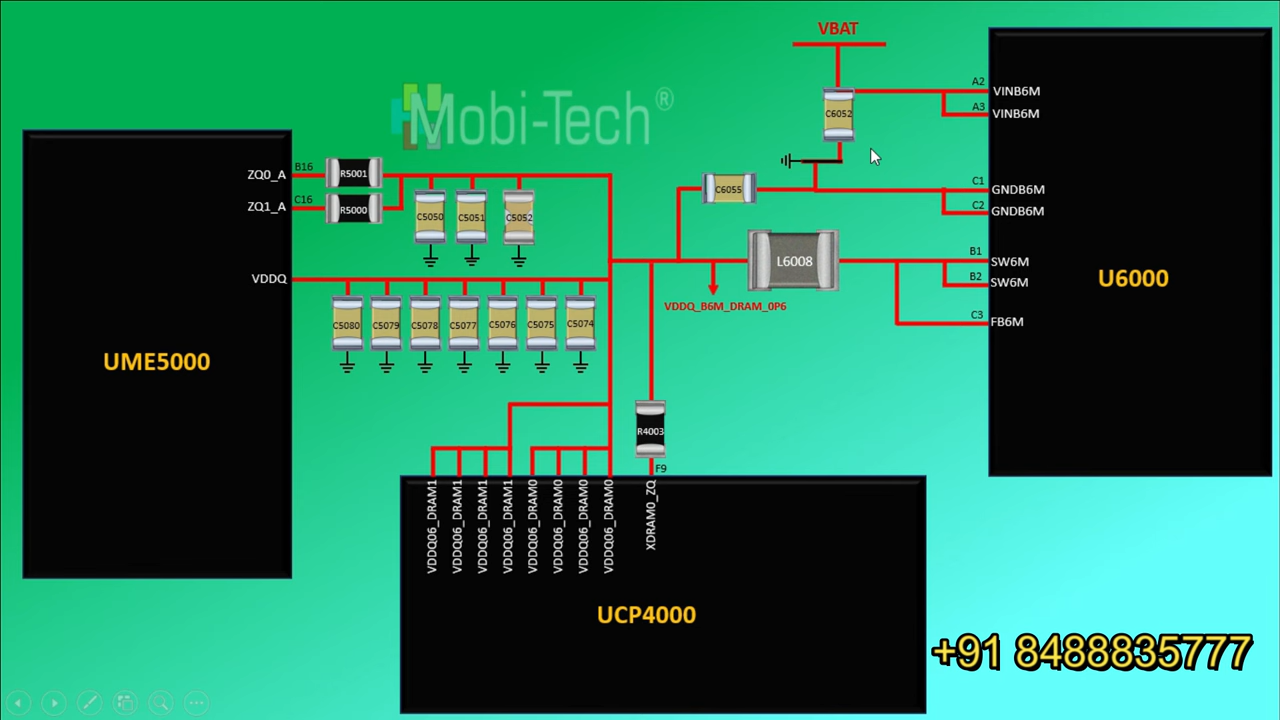 VBAT
A2
VINB6M
C6052
A3
VINB6M
Mobi-Tech®
ZQ0_A
B16
R5001
ZQ1_A
C16
R5000
C5050
C5051
C5052
C6055
C1
GNDB6M
C2
GNDB6M
B1
SW6M
L6008
B2
SW6M
VDDQ
VDDQ_B6M_DRAM_0P6
C3
FB6M
U6000
C5080
C5079
C5078
C5077
C5076
C5075
C5074
UME5000
R4003
F9
VDDQ06_DRAM1
VDDQ06_DRAM1
VDDQ06_DRAM1
VDDQ06_DRAM1
VDDQ06_DRAM0
VDDQ06_DRAM0
VDDQ06_DRAM0
VDDQ06_DRAM0
XDRAM0_ZQ
UCP4000
+91 8488835777